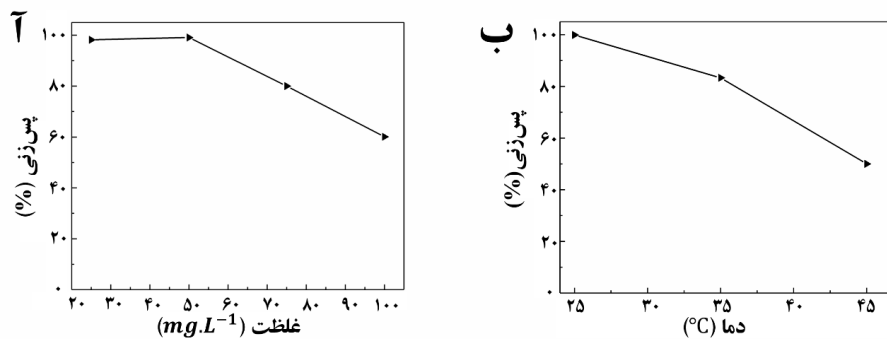 آ
پس‌زنی (%)
۱۰۰
۸۰
۶۰
۴۰
۲۰
۰
۲۰ ۳۰ ۴۰ ۵۰ ۶۰ ۷۰ ۸۰ ۹۰ ۱۰۰
غلظت (mg.L⁻¹)
ب
پس‌زنی(%)
۱۰۰
۸۰
۶۰
۴۰
۲۰
۰
۲۵ ۳۰ ۳۵ ۴۰ ۴۵
دما (°C)